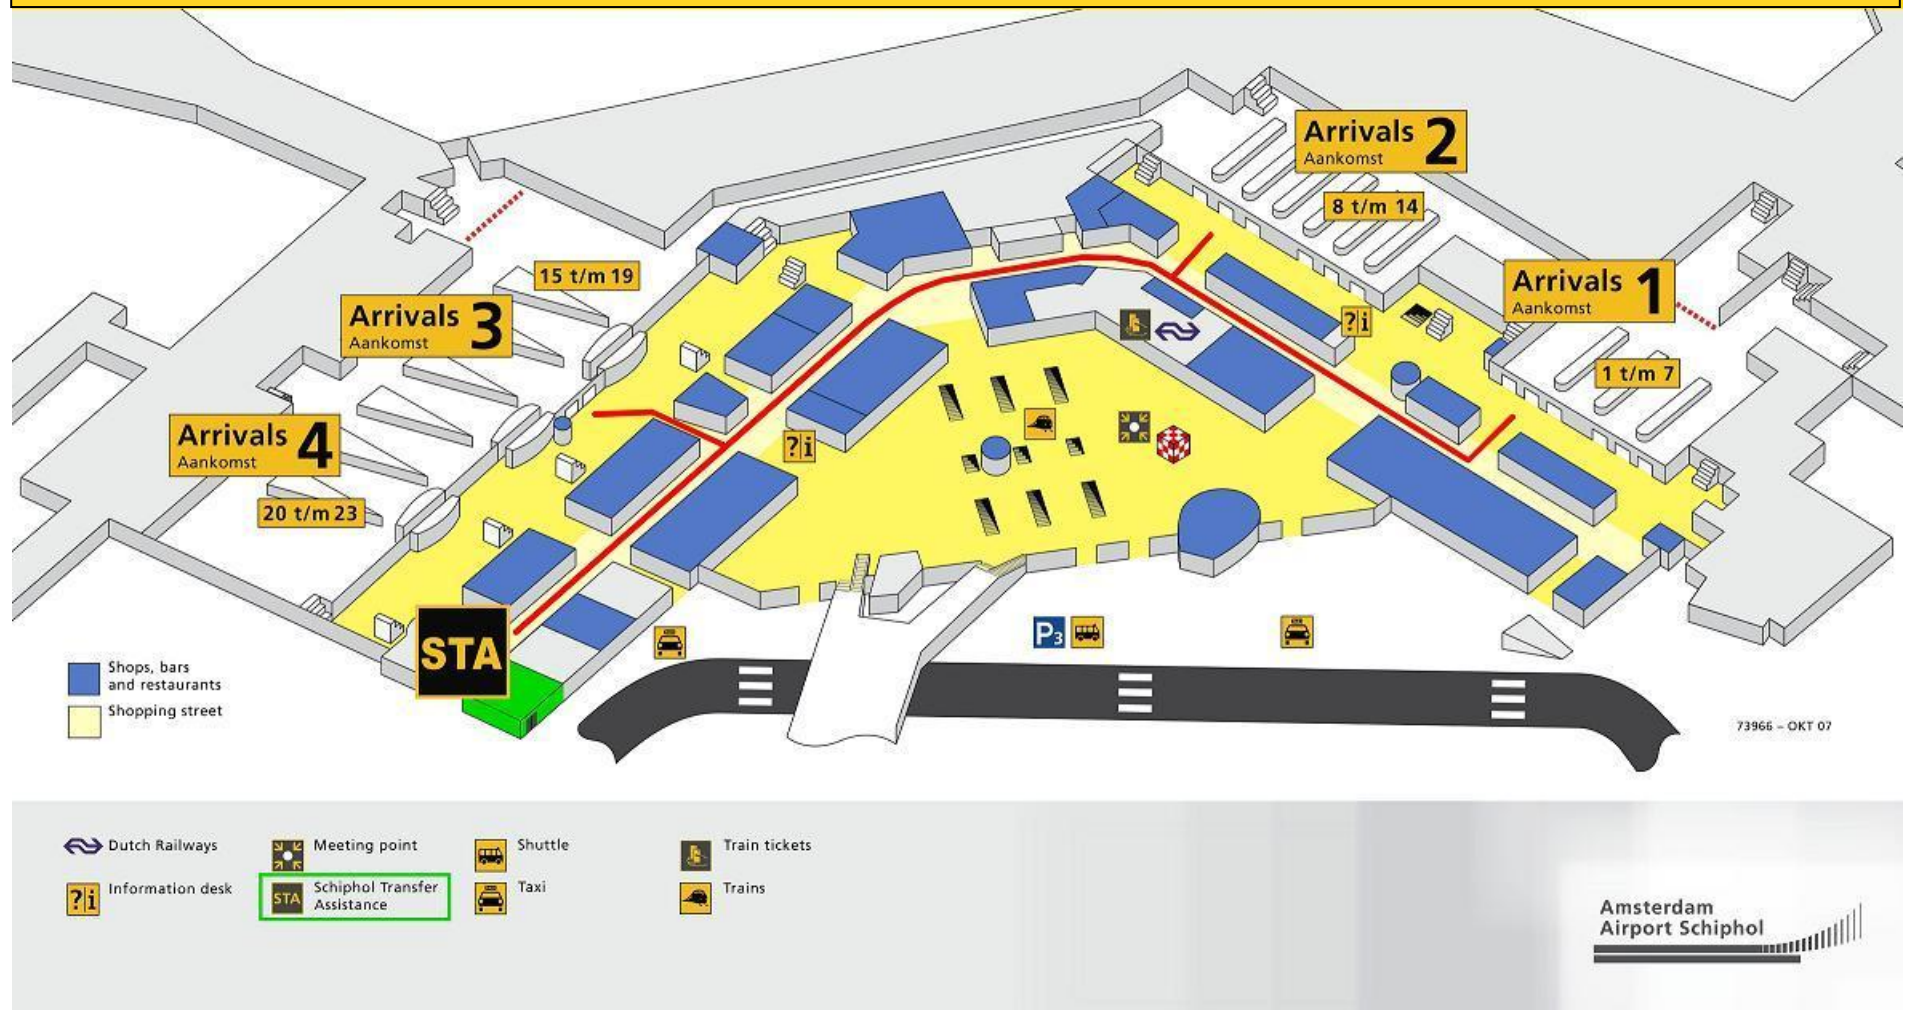 Arrivals 2
Aankomst
8 t/m 14
Arrivals 1
Aankomst
1 t/m 7
15 t/m 19
Arrivals 3
Aankomst
Arrivals 4
Aankomst
20 t/m 23
?i
?i
STA
P3
Shops, bars
and restaurants
Shopping street
73966 – OKT 07
Dutch Railways
Meeting point
Shuttle
Train tickets
?i
Information desk
STA
Schiphol Transfer
Assistance
Taxi
Trains
Amsterdam
Airport Schiphol